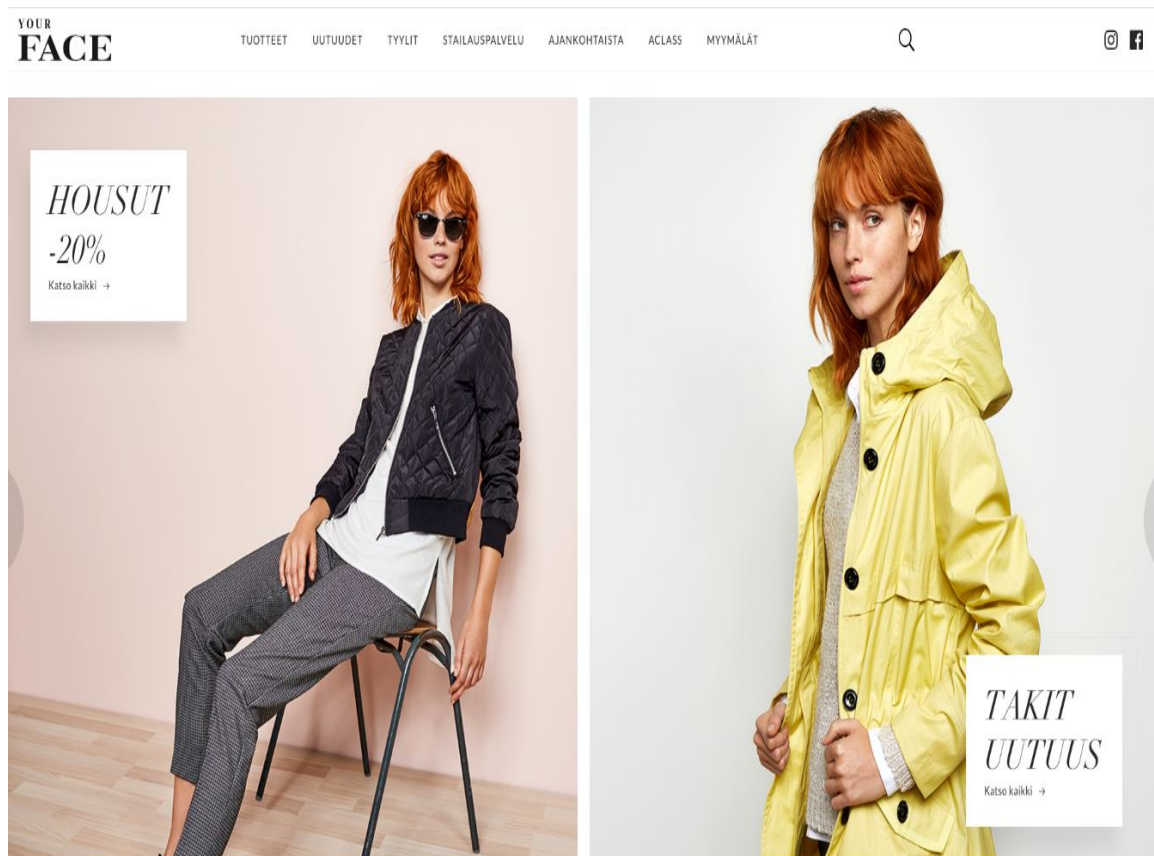 YOUR
FACE
TUOTTEET UUTUUDET TYYLIT STAILAUSPALVELU AJANKOHTAISTA ACLASS MYYMÄLÄT
HOUSUT
-20%
Katso kaikki →
TAKIT
UUTUUS
Katso kaikki →